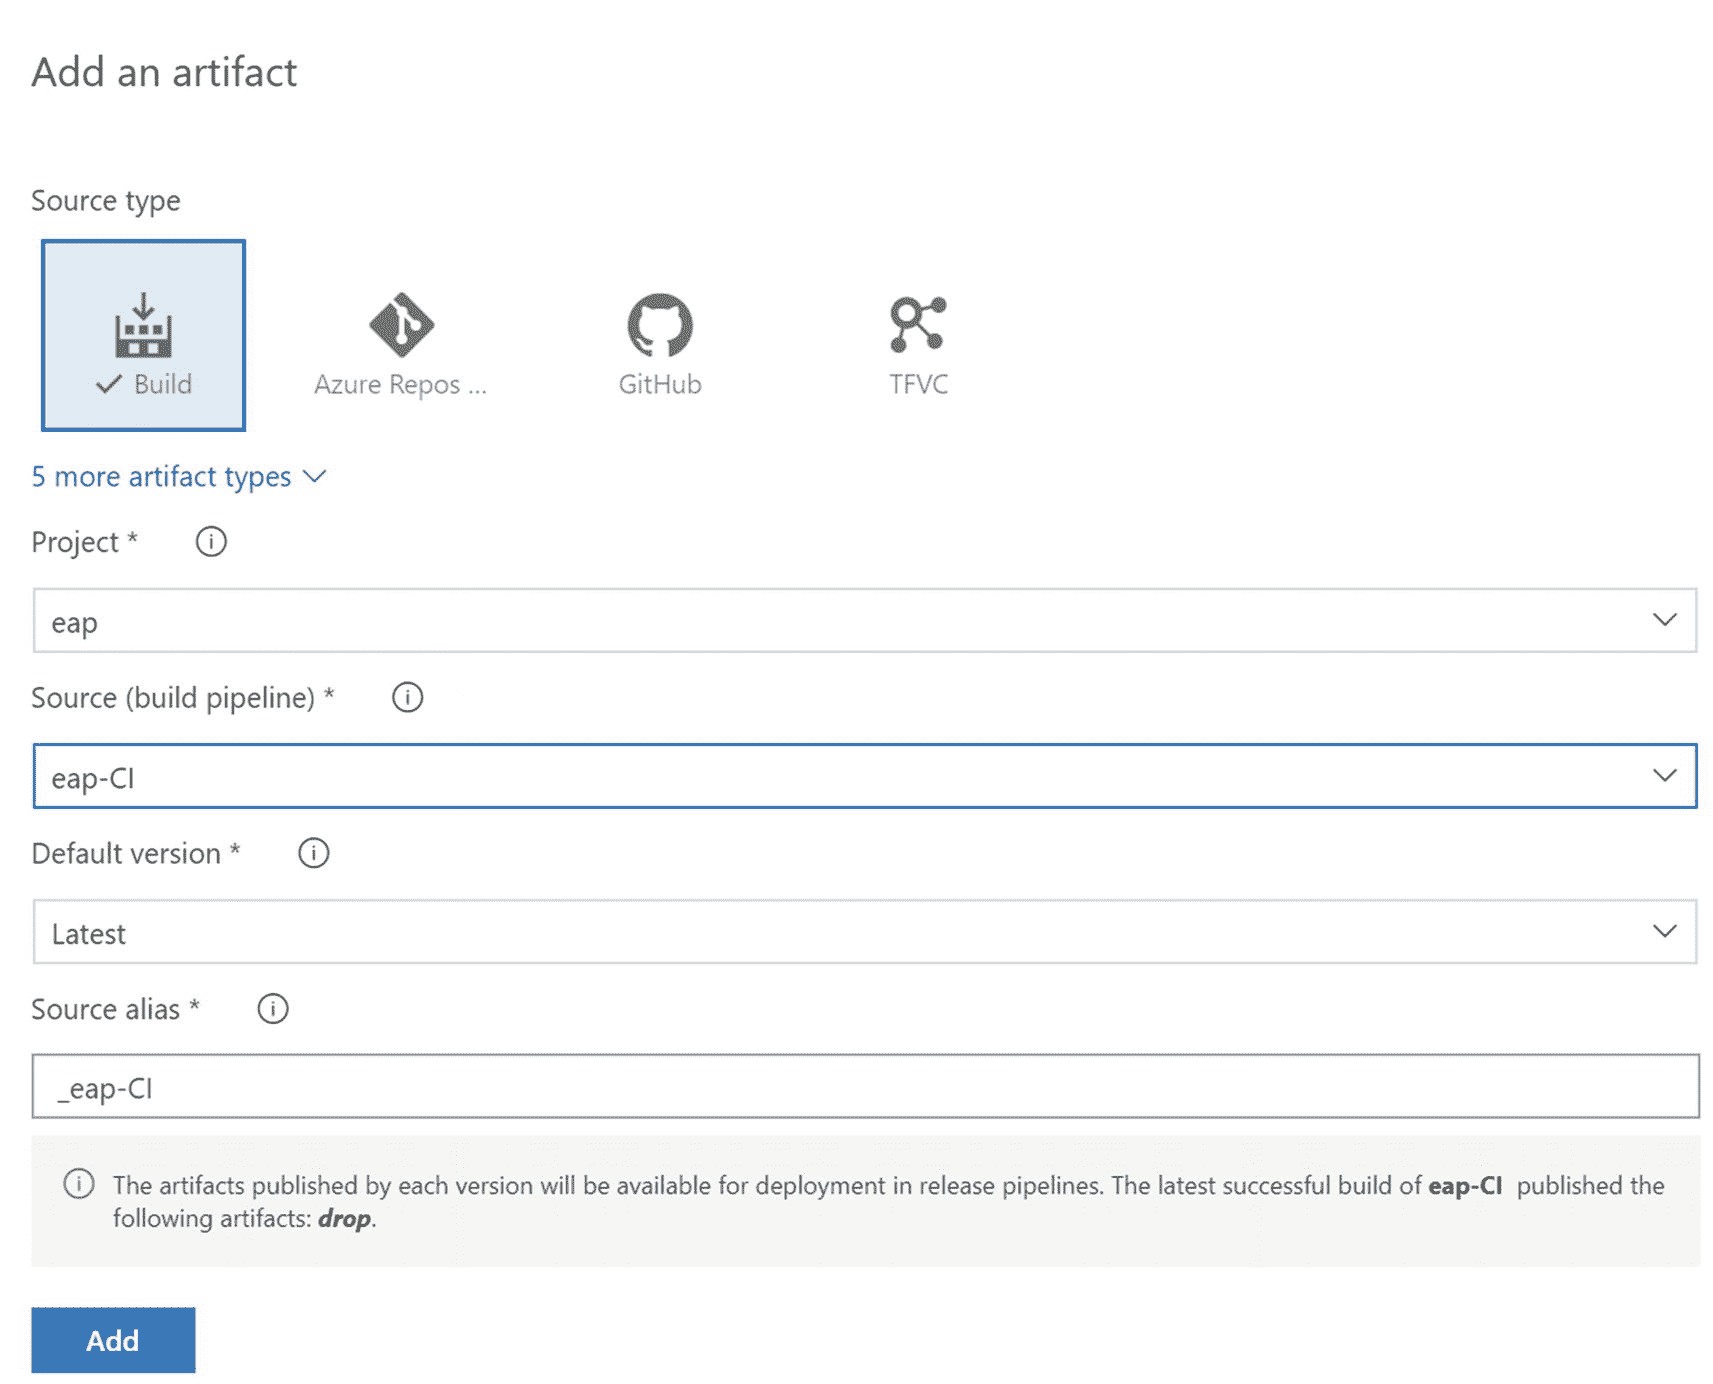 Add an artifact
Source type
Build
Azure Repos ...
GitHub
TFVC
5 more artifact types
Project *
eap
Source (build pipeline) *
eap-CI
Default version *
Latest
Source alias *
_eap-CI
The artifacts published by each version will be available for deployment in release pipelines. The latest successful build of eap-CI published the
following artifacts: drop.
Add